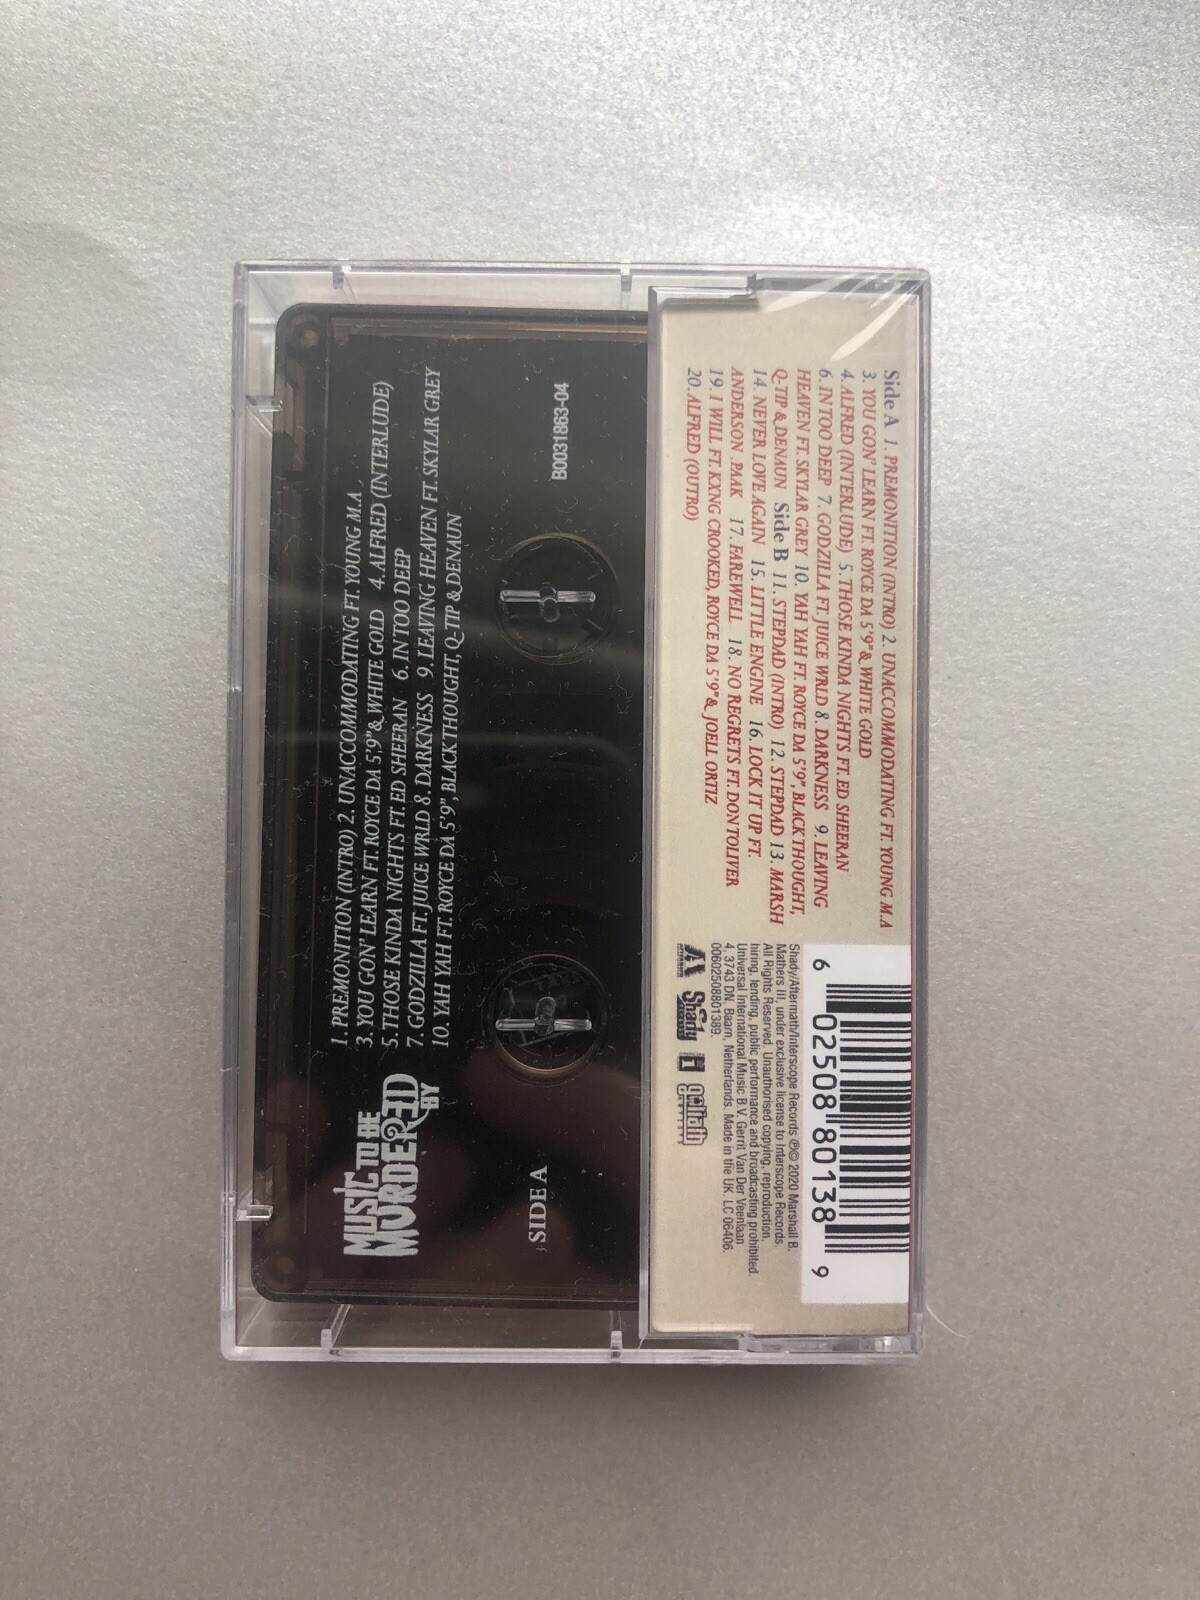 Side A 1. PREMONITION (INTRO) 2. UNACCOMMODATING FT. YOUNG M.A
3. YOU GON' LEARN FT. ROYCE DA 5'9" & WHITE GOLD
4. ALFRED (INTERLUDE) 5. THOSE KINDA NIGHTS FT. ED SHEERAN
6. IN TOO DEEP 7. GODZILLA FT. JUICE WRLD 8. DARKNESS 9. LEAVING
HEAVEN FT. SKYLAR GREY 10. YAH YAH FT. ROYCE DA 5'9", BLACK THOUGHT,
Q-TIP & DENAUN Side B 11. STEPDAD (INTRO) 12. STEPDAD 13. MARSH
14. NEVER LOVE AGAIN 15. LITTLE ENGINE 16. LOCK IT UP FT.
ANDERSON .PAAK 17. FAREWELL 18. NO REGRETS FT. DON TOLIVER
19. I WILL FT. KXNG CROOKED, ROYCE DA 5'9" & JOELL ORTIZ
20. ALFRED (OUTRO)
6 02508 80138 9
Shady/Aftermath/Interscope Records ℗© 2020 Marshall B.
Mathers III, under exclusive license to Interscope Records.
All Rights Reserved. Unauthorised copying, reproduction,
hiring, lending, public performance and broadcasting prohibited.
Universal International Music B.V. Gerrit Van Der Veenlaan
4, 3743 DN, Baarn, Netherlands. Made in the UK. LC 06406.
00602508801389.
AFTERMATH
Shady
RECORDS
i
goliath
B0031863-04
SIDE A
MUSIC TO BE
MURDERED
BY
1. PREMONITION (INTRO) 2. UNACCOMMODATING FT. YOUNG M.A
3. YOU GON' LEARN FT. ROYCE DA 5,'9" & WHITE GOLD 4. ALFRED (INTERLUDE)
5. THOSE KINDA NIGHTS FT. ED SHEERAN 6. IN TOO DEEP
7. GODZILLA FT. JUICE WRLD 8. DARKNESS 9. LEAVING HEAVEN FT. SKYLAR GREY
10. YAH YAH FT. ROYCE DA 5,'9", BLACK THOUGHT, Q-TIP & DENAUN